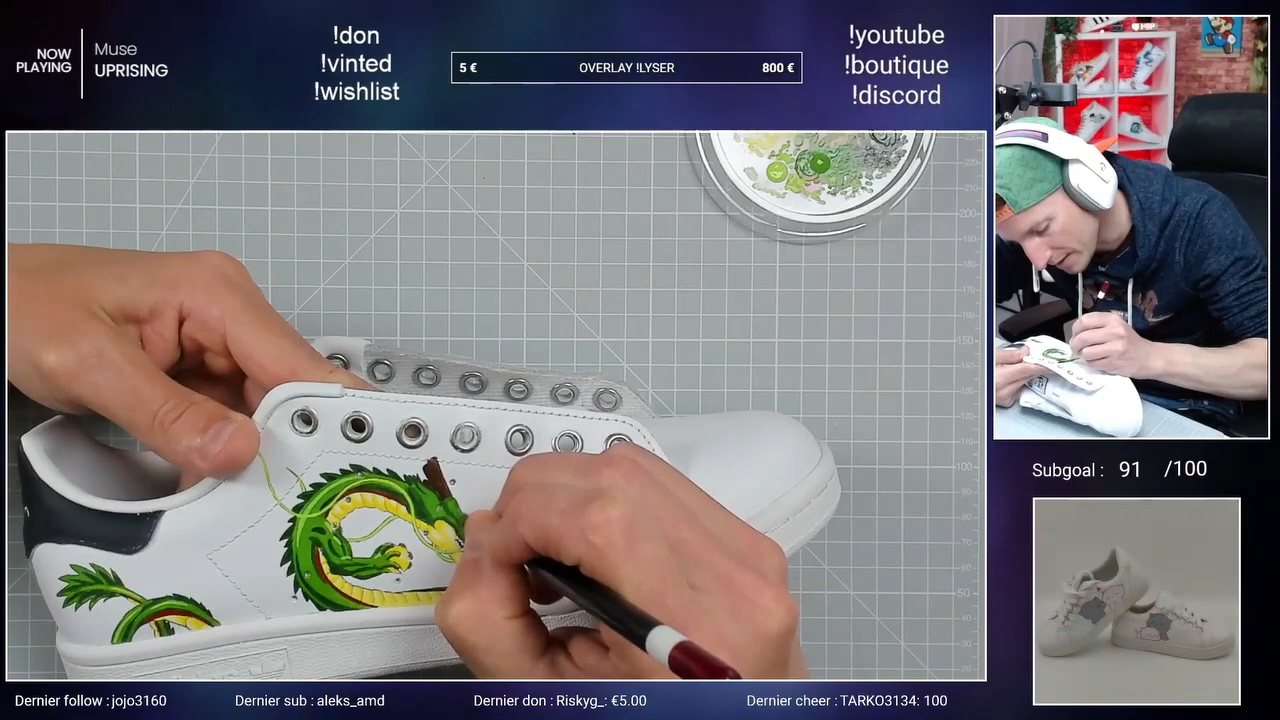 NOW
PLAYING
Muse
UPRISING
!don
!vinted
!wishlist
5 €
OVERLAY !LYSER
800 €
!youtube
!boutique
!discord
Subgoal : 91 /100
Dernier follow : jojo3160
Dernier sub : aleks_amd
Dernier don : Riskyg_: €5.00
Dernier cheer : TARKO3134: 100